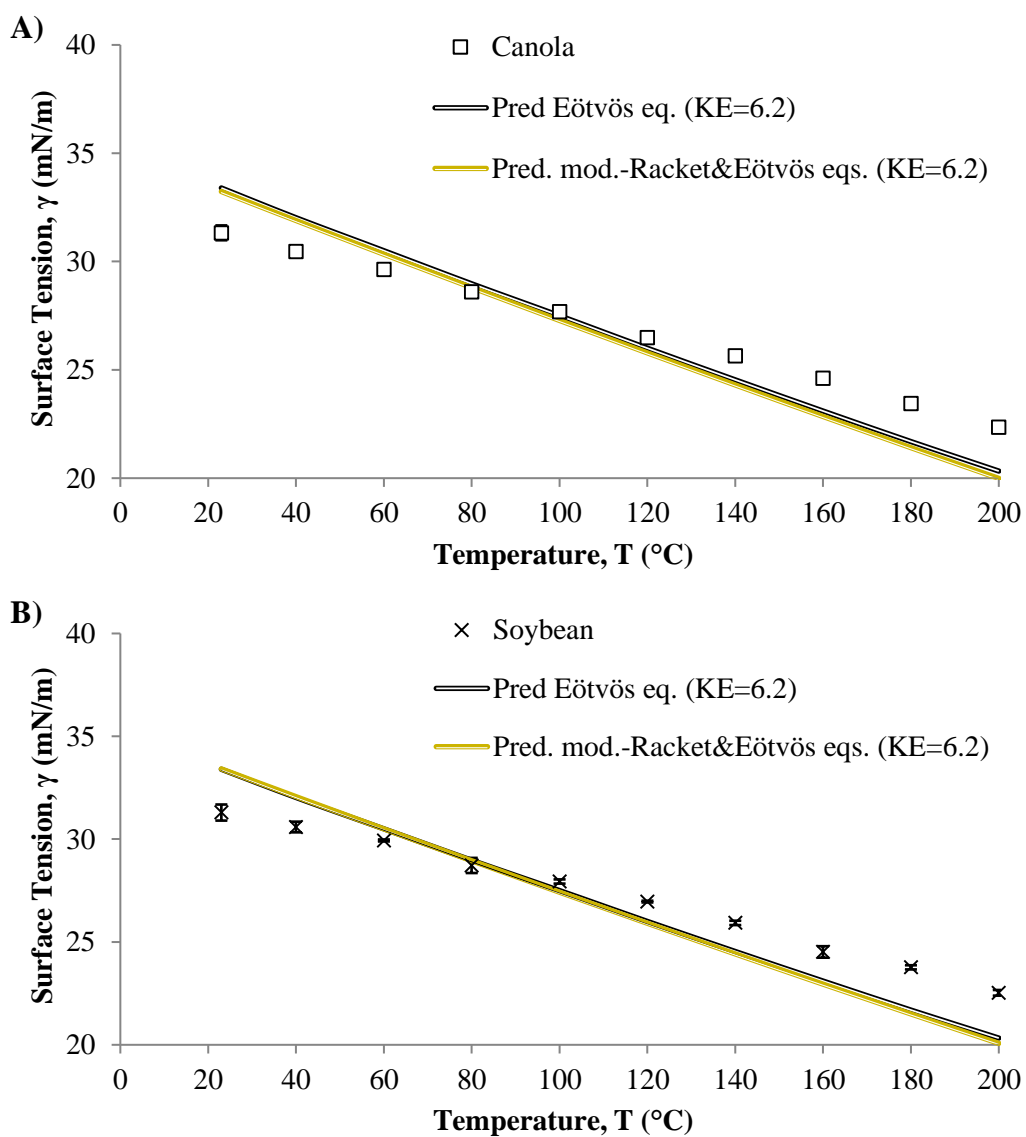 A)
Canola
Pred Eötvös eq. (KE=6.2)
Pred. mod.-Racket&Eötvös eqs. (KE=6.2)
Surface Tension, γ (mN/m)
40
35
30
25
20
0 20 40 60 80 100 120 140 160 180 200
Temperature, T (°C)
B)
Soybean
Pred Eötvös eq. (KE=6.2)
Pred. mod.-Racket&Eötvös eqs. (KE=6.2)
Surface Tension, γ (mN/m)
40
35
30
25
20
0 20 40 60 80 100 120 140 160 180 200
Temperature, T (°C)